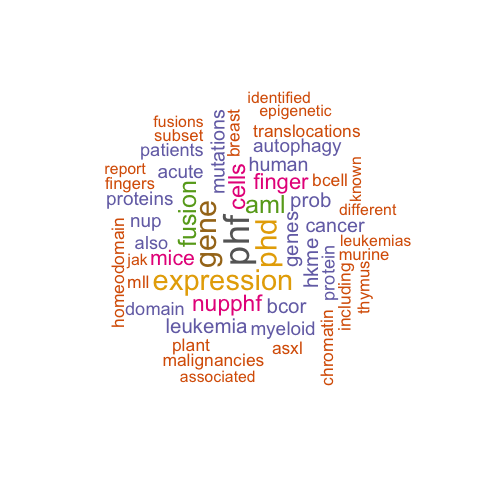 identified
epigenetic
fusions
subset
breast
translocations
mutations
patients
autophagy
report
acute
human
known
fingers
cells
finger
bcell
proteins
fusion
aml
prob
different
nup
gene
phf
phd
genes
cancer
also
leukemias
jak
mice
hkme
murine
homeodomain
mll
expression
protein
including
thymus
domain
nupphf
bcor
leukemia
myeloid
chromatin
plant
asxl
malignancies
associated